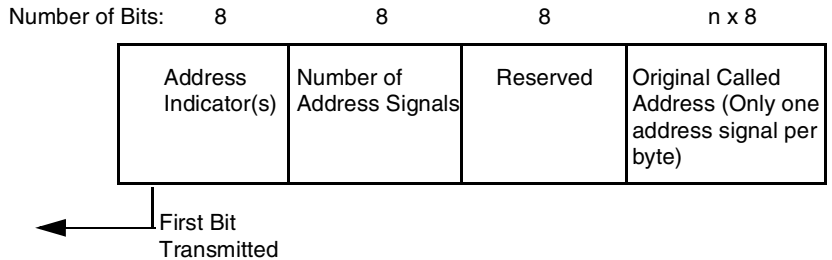 Number of Bits: 8 8 8 n x 8
Address Indicator(s)
Number of Address Signals
Reserved
Original Called Address (Only one address signal per byte)
First Bit
Transmitted